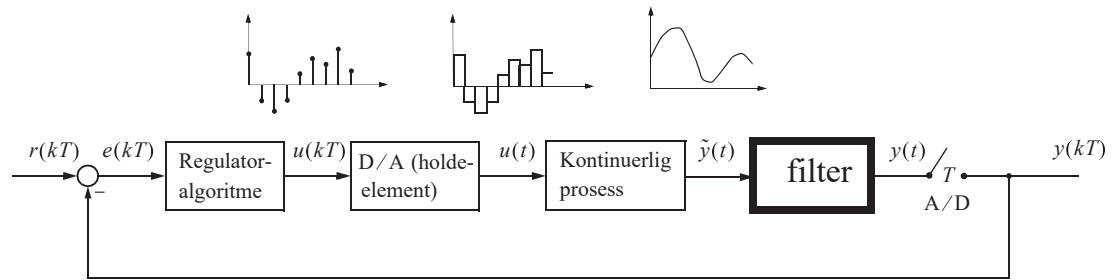 r(kT)
e(kT)
Regulator-
algoritme
u(kT)
D/A (holde-
element)
u(t)
Kontinuerlig
prosess
ỹ(t)
filter
y(t)
T
A/D
y(kT)
−